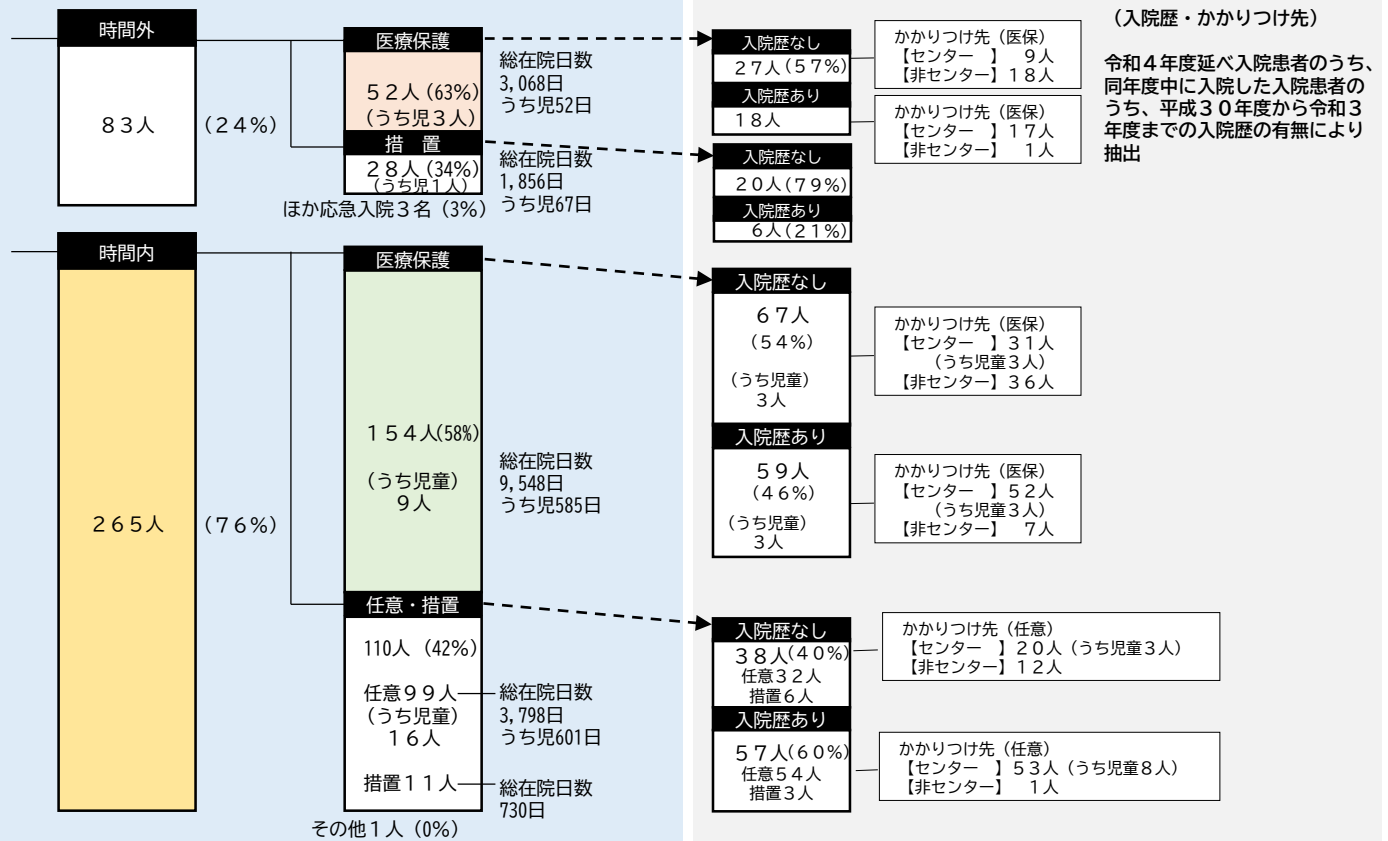 時間外
８３人
（２４％）
医療保護
５２人（63%）
（うち児３人）
総在院日数
3,068日
うち児52日
措　置
２８人（34%）
（うち児１人）
総在院日数
1,856日
うち児67日
ほか応急入院３名（3%）
時間内
２６５人
（７６％）
医療保護
１５４人(58%)
（うち児童）
９人
総在院日数
9,548日
うち児585日
任意・措置
110人（42%）
任意９９人
（うち児童）
１６人
総在院日数
3,798日
うち児601日
措置１１人
総在院日数
730日
その他１人（0%）
入院歴なし
２７人（５７％）
入院歴あり
１８人
かかりつけ先（医保）
【センター　】　９人
【非センター】１８人
かかりつけ先（医保）
【センター　】１７人
【非センター】　１人
入院歴なし
２０人（７９％）
入院歴あり
６人（２１％）
入院歴なし
６７人
（５４％）
（うち児童）
３人
かかりつけ先（医保）
【センター　】３１人
（うち児童３人）
【非センター】３６人
入院歴あり
５９人
（４６％）
（うち児童）
３人
かかりつけ先（医保）
【センター　】５２人
（うち児童３人）
【非センター】　７人
入院歴なし
３８人（４０％）
任意３２人
措置６人
かかりつけ先（任意）
【センター　】２０人（うち児童３人）
【非センター】１２人
入院歴あり
５７人（６０％）
任意５４人
措置３人
かかりつけ先（任意）
【センター　】５３人（うち児童８人）
【非センター】　１人
（入院歴・かかりつけ先）
令和４年度延べ入院患者のうち、
同年度中に入院した入院患者の
うち、平成３０年度から令和３
年度までの入院歴の有無により
抽出